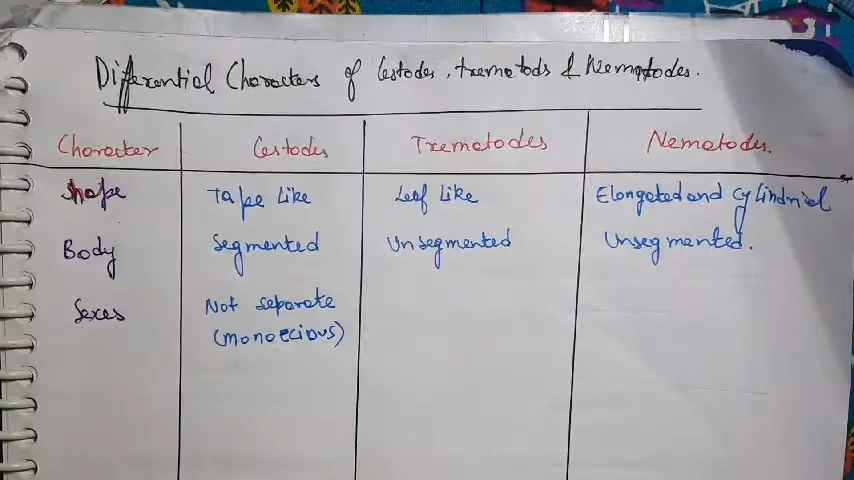 Differential Characters of Cestodes, trematods & Nematodes.
Character Cestodes Trematodes Nematodes.
Shape Tape Like Leaf Like Elongated and cylindrical
Body Segmented Unsegmented Unsegmanted.
Sexes Not separate
(monoecious)